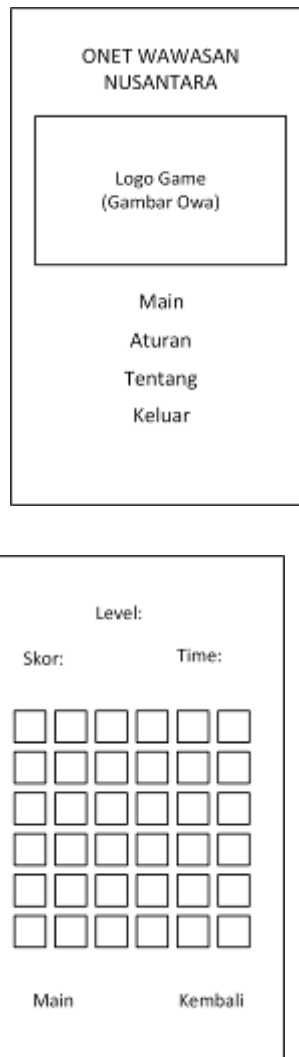 ONET WAWASAN
NUSANTARA
Logo Game
(Gambar Owa)
Main
Aturan
Tentang
Keluar
Level:
Skor: Time:
Main Kembali